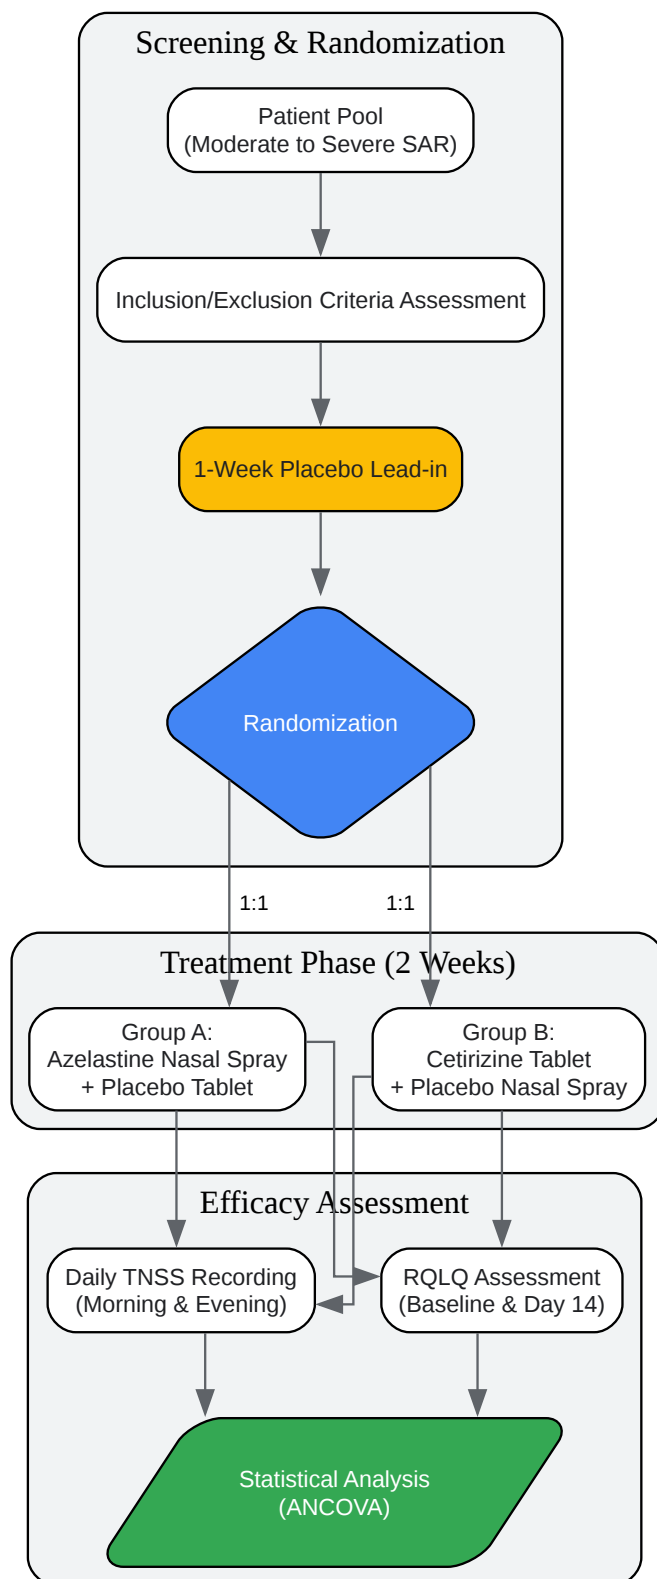 Screening & Randomization
Patient Pool
(Moderate to Severe SAR)
Inclusion/Exclusion Criteria Assessment
1-Week Placebo Lead-in
Randomization
1:1
1:1
Treatment Phase (2 Weeks)
Group A:
Azelastine Nasal Spray
+ Placebo Tablet
Group B:
Cetirizine Tablet
+ Placebo Nasal Spray
Efficacy Assessment
Daily TNSS Recording
(Morning & Evening)
RQLQ Assessment
(Baseline & Day 14)
Statistical Analysis
(ANCOVA)